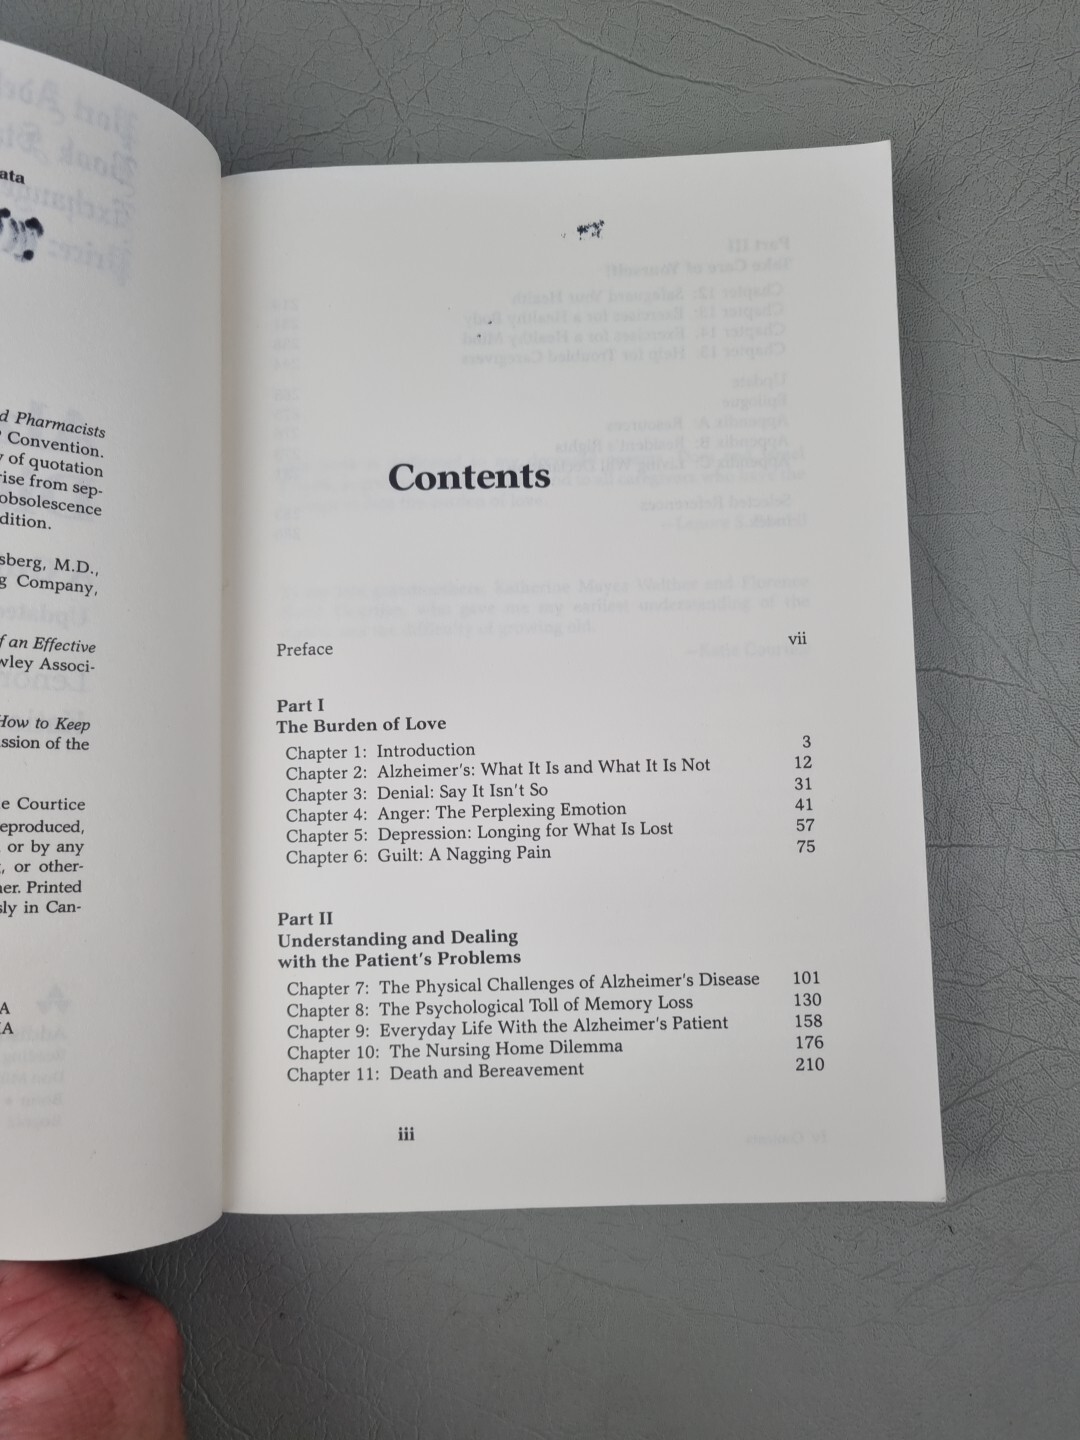 ata
d Pharmacists
Convention.
y of quotation
rise from sep-
obsolescence
dition.
sberg, M.D.,
g Company,
f an Effective
wley Associ-
How to Keep
ssion of the
e Courtice
eproduced,
or by any
, or other-
ner. Printed
sly in Can-
A
A
Contents
Preface vii
Part I
The Burden of Love
Chapter 1: Introduction 3
Chapter 2: Alzheimer's: What It Is and What It Is Not 12
Chapter 3: Denial: Say It Isn't So 31
Chapter 4: Anger: The Perplexing Emotion 41
Chapter 5: Depression: Longing for What Is Lost 57
Chapter 6: Guilt: A Nagging Pain 75
Part II
Understanding and Dealing
with the Patient's Problems
Chapter 7: The Physical Challenges of Alzheimer's Disease 101
Chapter 8: The Psychological Toll of Memory Loss 130
Chapter 9: Everyday Life With the Alzheimer's Patient 158
Chapter 10: The Nursing Home Dilemma 176
Chapter 11: Death and Bereavement 210
iii